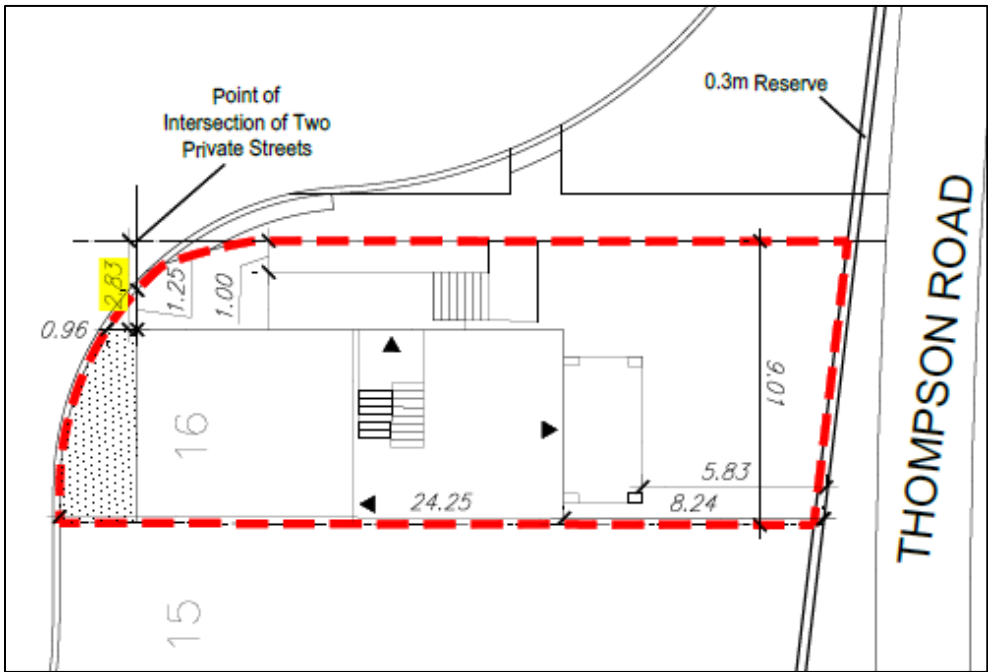 Point of
Intersection of Two
Private Streets
0.3m Reserve
2.83
1.25
1.00
0.96
16
9.01
5.83
24.25
8.24
THOMPSON ROAD
15